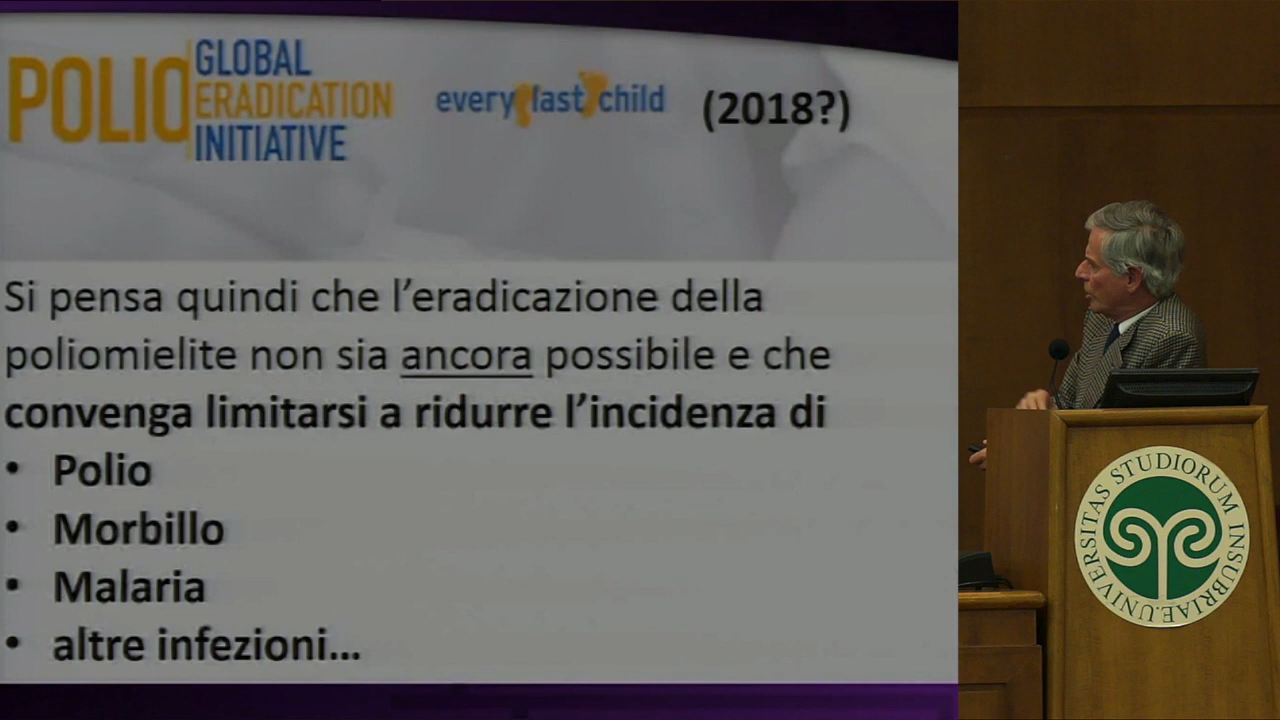 POLIO GLOBAL
ERADICATION
INITIATIVE
every last child
(2018?)
Si pensa quindi che l'eradicazione della
poliomielite non sia ancora possibile e che
convenga limitarsi a ridurre l'incidenza di
• Polio
• Morbillo
• Malaria
• altre infezioni...
UNIVERSITAS STUDIORUM INSUBRIAE